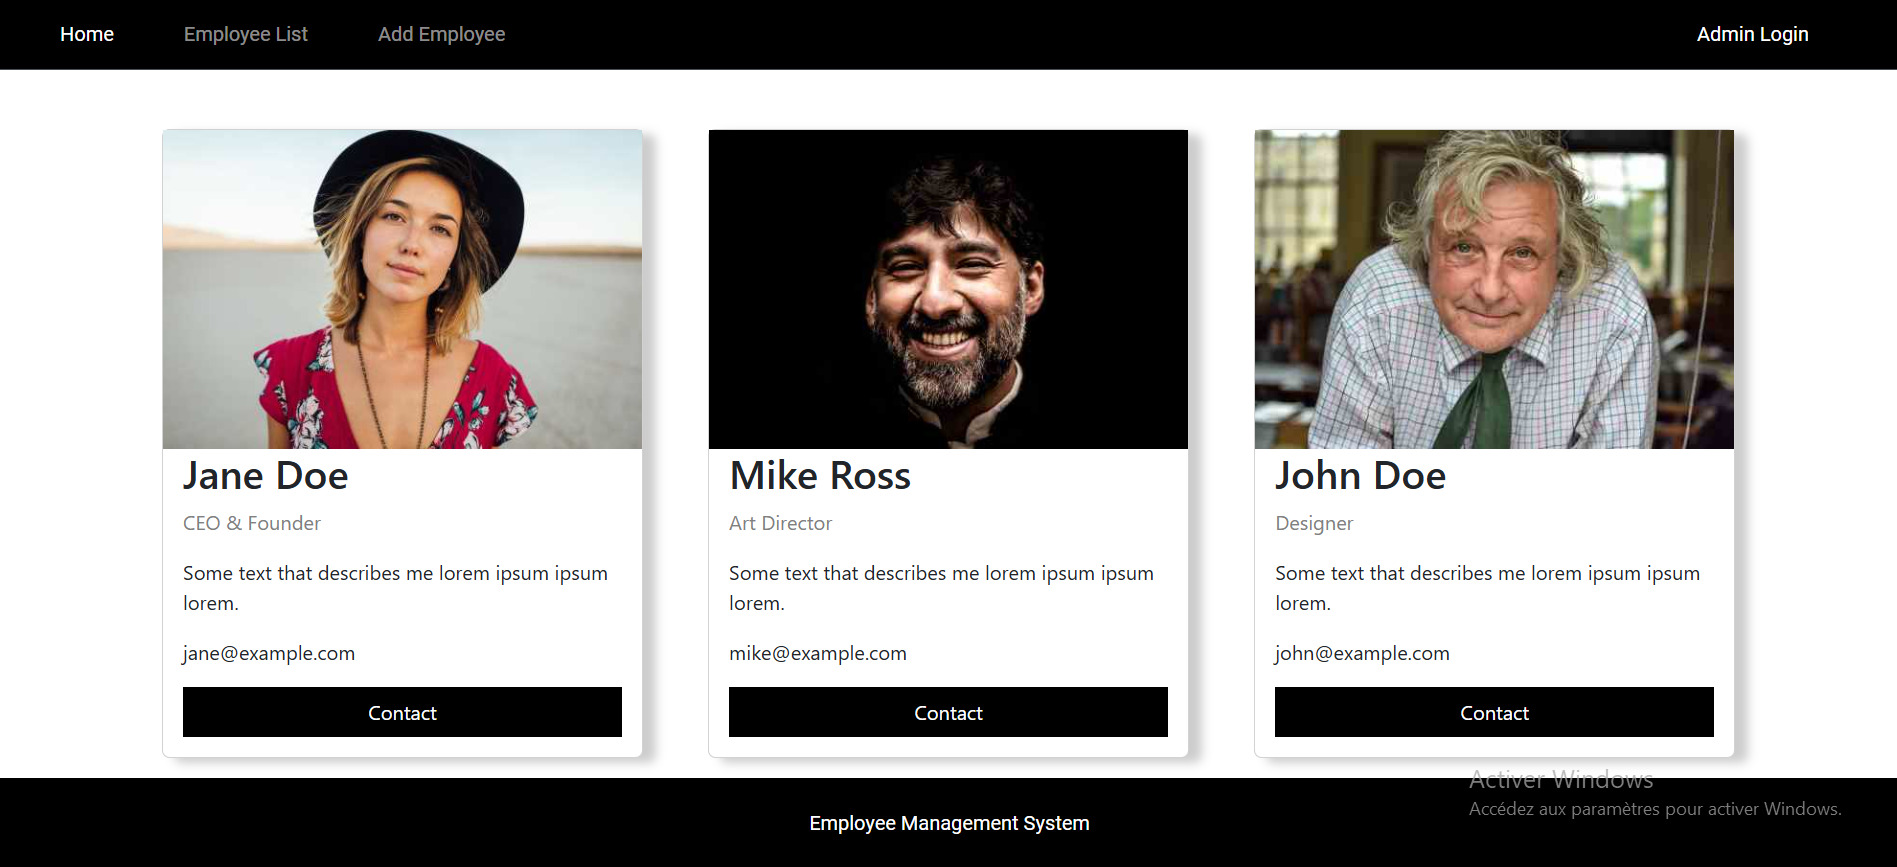 Home
Employee List
Add Employee
Admin Login
Jane Doe
CEO & Founder
Some text that describes me lorem ipsum ipsum
lorem.
jane@example.com
Contact
Mike Ross
Art Director
Some text that describes me lorem ipsum ipsum
lorem.
mike@example.com
Contact
John Doe
Designer
Some text that describes me lorem ipsum ipsum
lorem.
john@example.com
Contact
Activer Windows
Accédez aux paramètres pour activer Windows.
Employee Management System